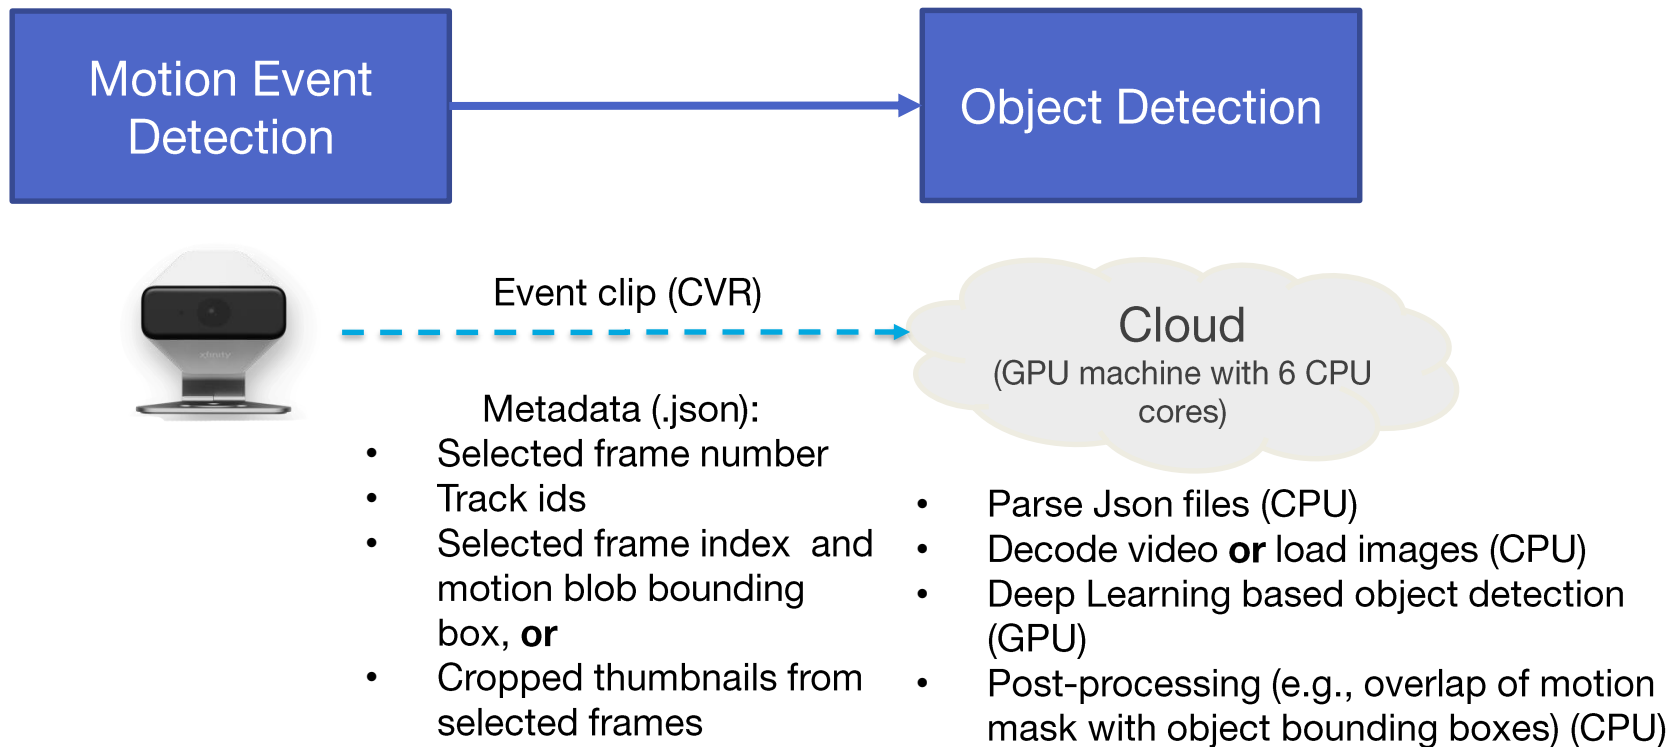 Motion Event
Detection
Object Detection
Event clip (CVR)
xfinity
Cloud
(GPU machine with 6 CPU
cores)
Metadata (.json):
• Selected frame number
• Track ids
• Selected frame index and
motion blob bounding
box, or
• Cropped thumbnails from
selected frames
• Parse Json files (CPU)
• Decode video or load images (CPU)
• Deep Learning based object detection
(GPU)
• Post-processing (e.g., overlap of motion
mask with object bounding boxes) (CPU)